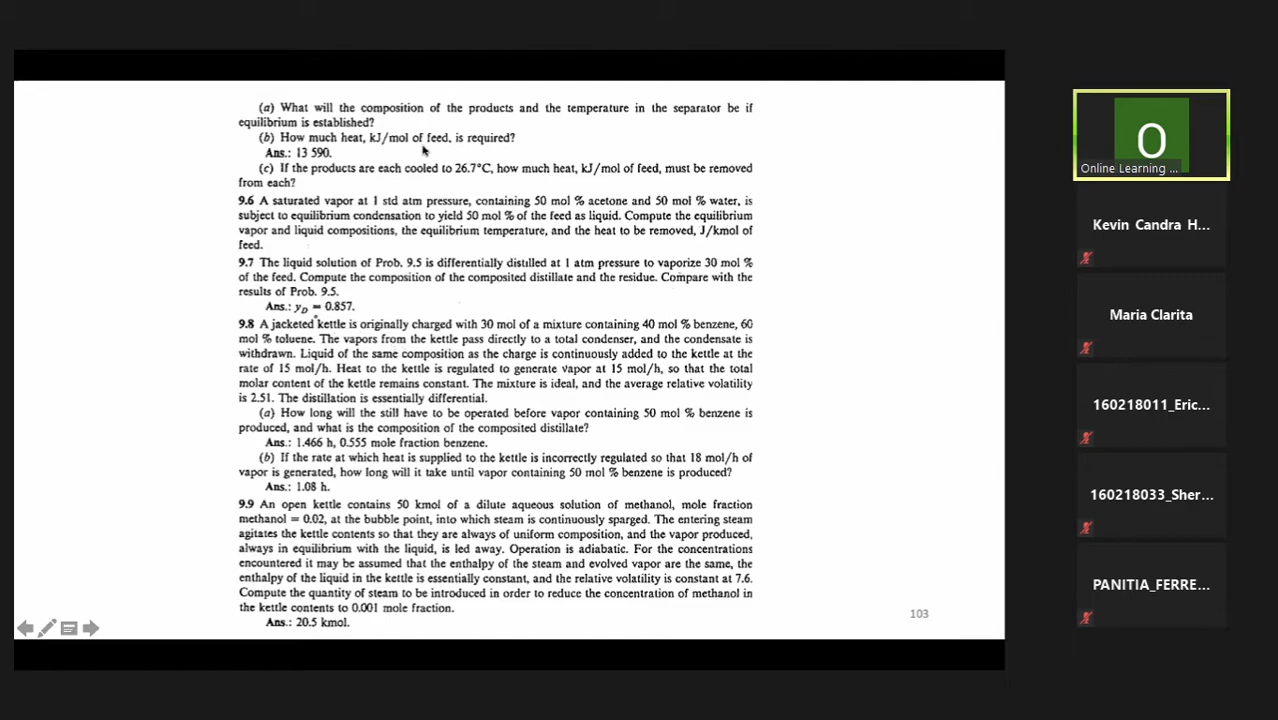 (a) What will the composition of the products and the temperature in the separator be if
equilibrium is established?
(b) How much heat, kJ/mol of feed, is required?
Ans.: 13 590.
(c) If the products are each cooled to 26.7°C, how much heat, kJ/mol of feed, must be removed
from each?
9.6 A saturated vapor at 1 std atm pressure, containing 50 mol % acetone and 50 mol % water, is
subject to equilibrium condensation to yield 50 mol % of the feed as liquid. Compute the equilibrium
vapor and liquid compositions, the equilibrium temperature, and the heat to be removed, J/kmol of
feed.
9.7 The liquid solution of Prob. 9.5 is differentially distilled at 1 atm pressure to vaporize 30 mol %
of the feed. Compute the composition of the composited distillate and the residue. Compare with the
results of Prob. 9.5.
Ans.: yD = 0.857.
9.8 A jacketed kettle is originally charged with 30 mol of a mixture containing 40 mol % benzene, 60
mol % toluene. The vapors from the kettle pass directly to a total condenser, and the condensate is
withdrawn. Liquid of the same composition as the charge is continuously added to the kettle at the
rate of 15 mol/h. Heat to the kettle is regulated to generate vapor at 15 mol/h, so that the total
molar content of the kettle remains constant. The mixture is ideal, and the average relative volatility
is 2.51. The distillation is essentially differential.
(a) How long will the still have to be operated before vapor containing 50 mol % benzene is
produced, and what is the composition of the composited distillate?
Ans.: 1.466 h, 0.555 mole fraction benzene.
(b) If the rate at which heat is supplied to the kettle is incorrectly regulated so that 18 mol/h of
vapor is generated, how long will it take until vapor containing 50 mol % benzene is produced?
Ans.: 1.08 h.
9.9 An open kettle contains 50 kmol of a dilute aqueous solution of methanol, mole fraction
methanol = 0.02, at the bubble point, into which steam is continuously sparged. The entering steam
agitates the kettle contents so that they are always of uniform composition, and the vapor produced,
always in equilibrium with the liquid, is led away. Operation is adiabatic. For the concentrations
encountered it may be assumed that the enthalpy of the steam and evolved vapor are the same, the
enthalpy of the liquid in the kettle is essentially constant, and the relative volatility is constant at 7.6.
Compute the quantity of steam to be introduced in order to reduce the concentration of methanol in
the kettle contents to 0.001 mole fraction.
Ans.: 20.5 kmol.
103
O
Online Learning ...
Kevin Candra H...
Maria Clarita
160218011_Eric...
160218033_Sher...
PANITIA_FERRE...